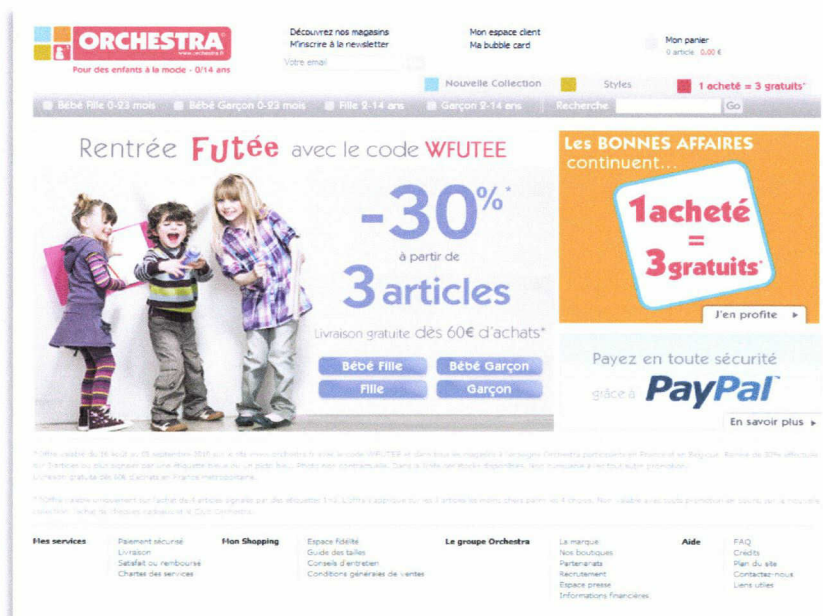 ORCHESTRA
www.orchestra.fr
Pour des enfants à la mode - 0/14 ans
Découvrez nos magasins
M'inscrire à la newsletter
Votre email
Mon espace client
Ma bubble card
Mon panier
0 article 0,00 €
Nouvelle Collection
Styles
1 acheté = 3 gratuits*
Bébé Fille 0-23 mois
Bébé Garçon 0-23 mois
Fille 2-14 ans
Garçon 2-14 ans
Recherche
Go
Rentrée Futée avec le code WFUTEE
-30%*
à partir de
3 articles
Livraison gratuite dès 60€ d'achats*
Bébé Fille
Bébé Garçon
Fille
Garçon
Les BONNES AFFAIRES
continuent...
1 acheté
=
3 gratuits*
J'en profite
Payez en toute sécurité
grâce à PayPal
En savoir plus
Mes services
Paiement sécurisé
Livraison
Satisfait ou remboursé
Chartes des services
Mon Shopping
Espace fidélité
Guide des tailles
Conseils d'entretien
Conditions générales de ventes
Le groupe Orchestra
La marque
Nos boutiques
Partenariats
Recrutement
Espace presse
Informations financières
Aide
FAQ
Crédits
Plan du site
Contactez-nous
Liens utiles